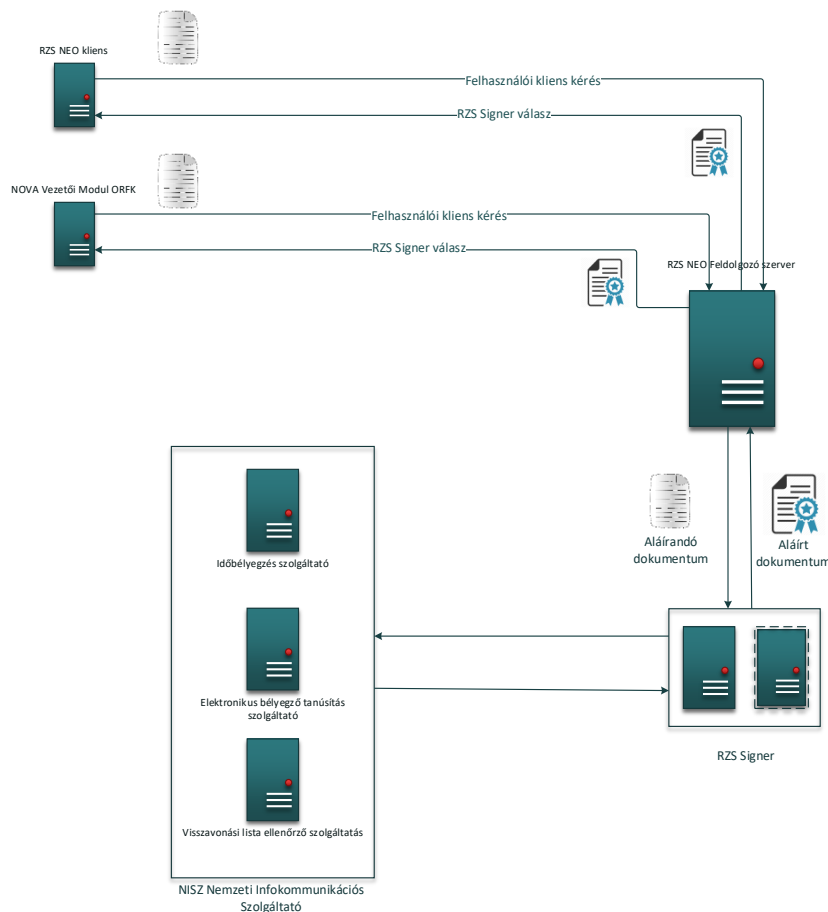 RZS NEO kliens
Felhasználói kliens kérés
RZS Signer válasz
NOVA Vezetői Modul ORFK
Felhasználói kliens kérés
RZS Signer válasz
RZS NEO Feldolgozó szerver
Aláírandó
dokumentum
Aláírt
dokumentum
Időbélyegzés szolgáltató
Elektronikus bélyegző tanúsítás
szolgáltató
Visszavonási lista ellenőrző szolgáltatás
RZS Signer
NISZ Nemzeti Infokommunikációs
Szolgáltató